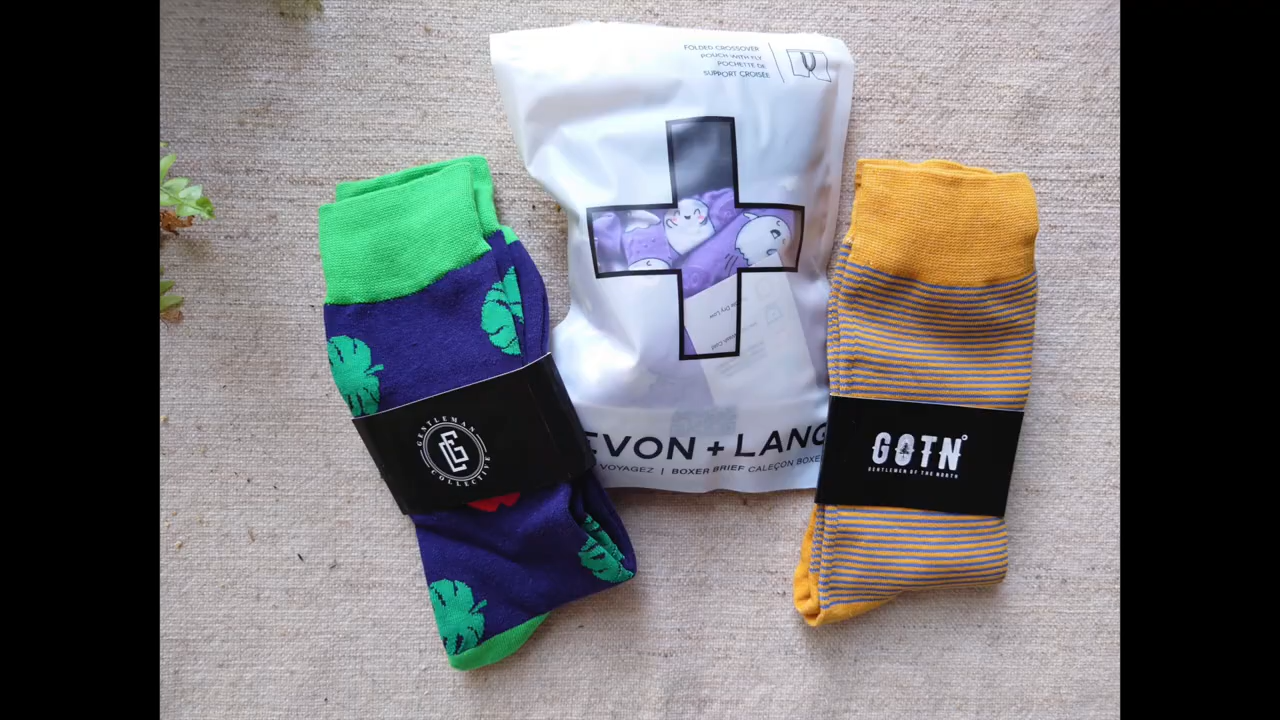 FOLDED CROSSOVER
POUCH WITH FLY
POCHETTE DE
SUPPORT CROISÉE
EVON + LANG
VOYAGEZ | BOXER BRIEF CALEÇON BOXE
GENTLEMAN
COLLECTIVE
GOTN
GENTLEMEN OF THE NORTH